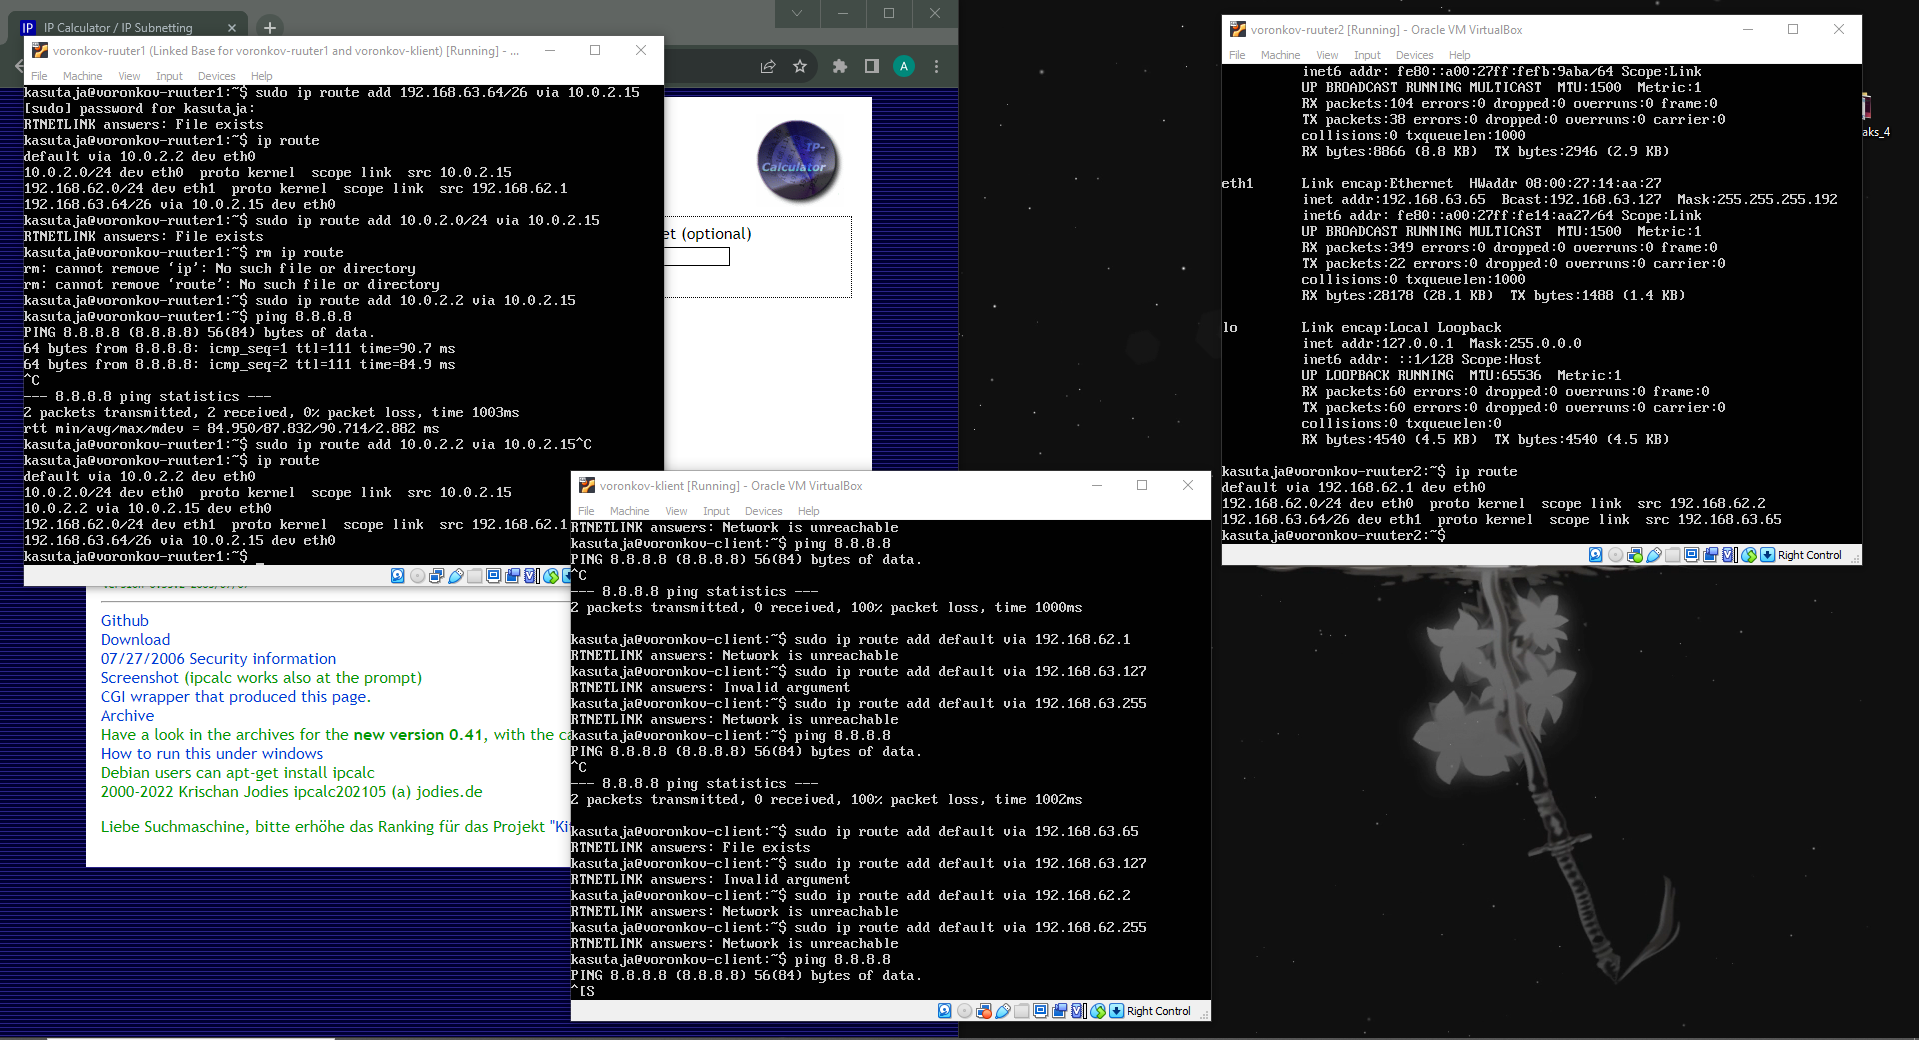 IP Calculator / IP Subnetting
voronkov-ruuter1 (Linked Base for voronkov-ruuter1 and voronkov-klient) [Running] - ...
File Machine View Input Devices Help
kasutaja@voronkov-ruuter1:~$ sudo ip route add 192.168.63.64/26 via 10.0.2.15
[sudo] password for kasutaja:
RTNETLINK answers: File exists
kasutaja@voronkov-ruuter1:~$ ip route
default via 10.0.2.2 dev eth0
10.0.2.0/24 dev eth0  proto kernel  scope link  src 10.0.2.15
192.168.62.0/24 dev eth1  proto kernel  scope link  src 192.168.62.1
192.168.63.64/26 via 10.0.2.15 dev eth0
kasutaja@voronkov-ruuter1:~$ sudo ip route add 10.0.2.0/24 via 10.0.2.15
RTNETLINK answers: File exists
kasutaja@voronkov-ruuter1:~$ rm ip route
rm: cannot remove ‘ip’: No such file or directory
rm: cannot remove ‘route’: No such file or directory
kasutaja@voronkov-ruuter1:~$ sudo ip route add 10.0.2.2 via 10.0.2.15
kasutaja@voronkov-ruuter1:~$ ping 8.8.8.8
PING 8.8.8.8 (8.8.8.8) 56(84) bytes of data.
64 bytes from 8.8.8.8: icmp_seq=1 ttl=111 time=90.7 ms
64 bytes from 8.8.8.8: icmp_seq=2 ttl=111 time=84.9 ms
^C
--- 8.8.8.8 ping statistics ---
2 packets transmitted, 2 received, 0% packet loss, time 1003ms
rtt min/avg/max/mdev = 84.950/87.832/90.714/2.882 ms
kasutaja@voronkov-ruuter1:~$ sudo ip route add 10.0.2.2 via 10.0.2.15^C
kasutaja@voronkov-ruuter1:~$ ip route
default via 10.0.2.2 dev eth0
10.0.2.0/24 dev eth0  proto kernel  scope link  src 10.0.2.15
10.0.2.2 via 10.0.2.15 dev eth0
192.168.62.0/24 dev eth1  proto kernel  scope link  src 192.168.62.1
192.168.63.64/26 via 10.0.2.15 dev eth0
kasutaja@voronkov-ruuter1:~$ _
A
IP-
Calculator
et (optional)
Github
Download
07/27/2006 Security information
Screenshot (ipcalc works also at the prompt)
CGI wrapper that produced this page.
Archive
Have a look in the archives for the new version 0.41, with the ca
How to run this under windows
Debian users can apt-get install ipcalc
2000-2022 Krischan Jodies ipcalc202105 (a) jodies.de
Liebe Suchmaschine, bitte erhöhe das Ranking für das Projekt "Ki
voronkov-klient [Running] - Oracle VM VirtualBox
File Machine View Input Devices Help
RTNETLINK answers: Network is unreachable
kasutaja@voronkov-client:~$ ping 8.8.8.8
PING 8.8.8.8 (8.8.8.8) 56(84) bytes of data.
^C
--- 8.8.8.8 ping statistics ---
2 packets transmitted, 0 received, 100% packet loss, time 1000ms
kasutaja@voronkov-client:~$ sudo ip route add default via 192.168.62.1
RTNETLINK answers: Network is unreachable
kasutaja@voronkov-client:~$ sudo ip route add default via 192.168.63.127
RTNETLINK answers: Invalid argument
kasutaja@voronkov-client:~$ sudo ip route add default via 192.168.63.255
RTNETLINK answers: Network is unreachable
kasutaja@voronkov-client:~$ ping 8.8.8.8
PING 8.8.8.8 (8.8.8.8) 56(84) bytes of data.
^C
--- 8.8.8.8 ping statistics ---
2 packets transmitted, 0 received, 100% packet loss, time 1002ms
kasutaja@voronkov-client:~$ sudo ip route add default via 192.168.63.65
RTNETLINK answers: File exists
kasutaja@voronkov-client:~$ sudo ip route add default via 192.168.63.127
RTNETLINK answers: Invalid argument
kasutaja@voronkov-client:~$ sudo ip route add default via 192.168.62.2
RTNETLINK answers: Network is unreachable
kasutaja@voronkov-client:~$ sudo ip route add default via 192.168.62.255
RTNETLINK answers: Network is unreachable
kasutaja@voronkov-client:~$ ping 8.8.8.8
PING 8.8.8.8 (8.8.8.8) 56(84) bytes of data.
^[S
Right Control
voronkov-ruuter2 [Running] - Oracle VM VirtualBox
File Machine View Input Devices Help
inet6 addr: fe80::a00:27ff:fefb:9aba/64 Scope:Link
UP BROADCAST RUNNING MULTICAST  MTU:1500  Metric:1
RX packets:104 errors:0 dropped:0 overruns:0 frame:0
TX packets:38 errors:0 dropped:0 overruns:0 carrier:0
collisions:0 txqueuelen:1000
RX bytes:8866 (8.8 KB)  TX bytes:2946 (2.9 KB)
eth1      Link encap:Ethernet  HWaddr 08:00:27:14:aa:27
inet addr:192.168.63.65  Bcast:192.168.63.127  Mask:255.255.255.192
inet6 addr: fe80::a00:27ff:fe14:aa27/64 Scope:Link
UP BROADCAST RUNNING MULTICAST  MTU:1500  Metric:1
RX packets:349 errors:0 dropped:0 overruns:0 frame:0
TX packets:22 errors:0 dropped:0 overruns:0 carrier:0
collisions:0 txqueuelen:1000
RX bytes:28178 (28.1 KB)  TX bytes:1488 (1.4 KB)
lo        Link encap:Local Loopback
inet addr:127.0.0.1  Mask:255.0.0.0
inet6 addr: ::1/128 Scope:Host
UP LOOPBACK RUNNING  MTU:65536  Metric:1
RX packets:60 errors:0 dropped:0 overruns:0 frame:0
TX packets:60 errors:0 dropped:0 overruns:0 carrier:0
collisions:0 txqueuelen:0
RX bytes:4540 (4.5 KB)  TX bytes:4540 (4.5 KB)
kasutaja@voronkov-ruuter2:~$ ip route
default via 192.168.62.1 dev eth0
192.168.62.0/24 dev eth0  proto kernel  scope link  src 192.168.62.2
192.168.63.64/26 dev eth1  proto kernel  scope link  src 192.168.63.65
kasutaja@voronkov-ruuter2:~$
Right Control
aks_4